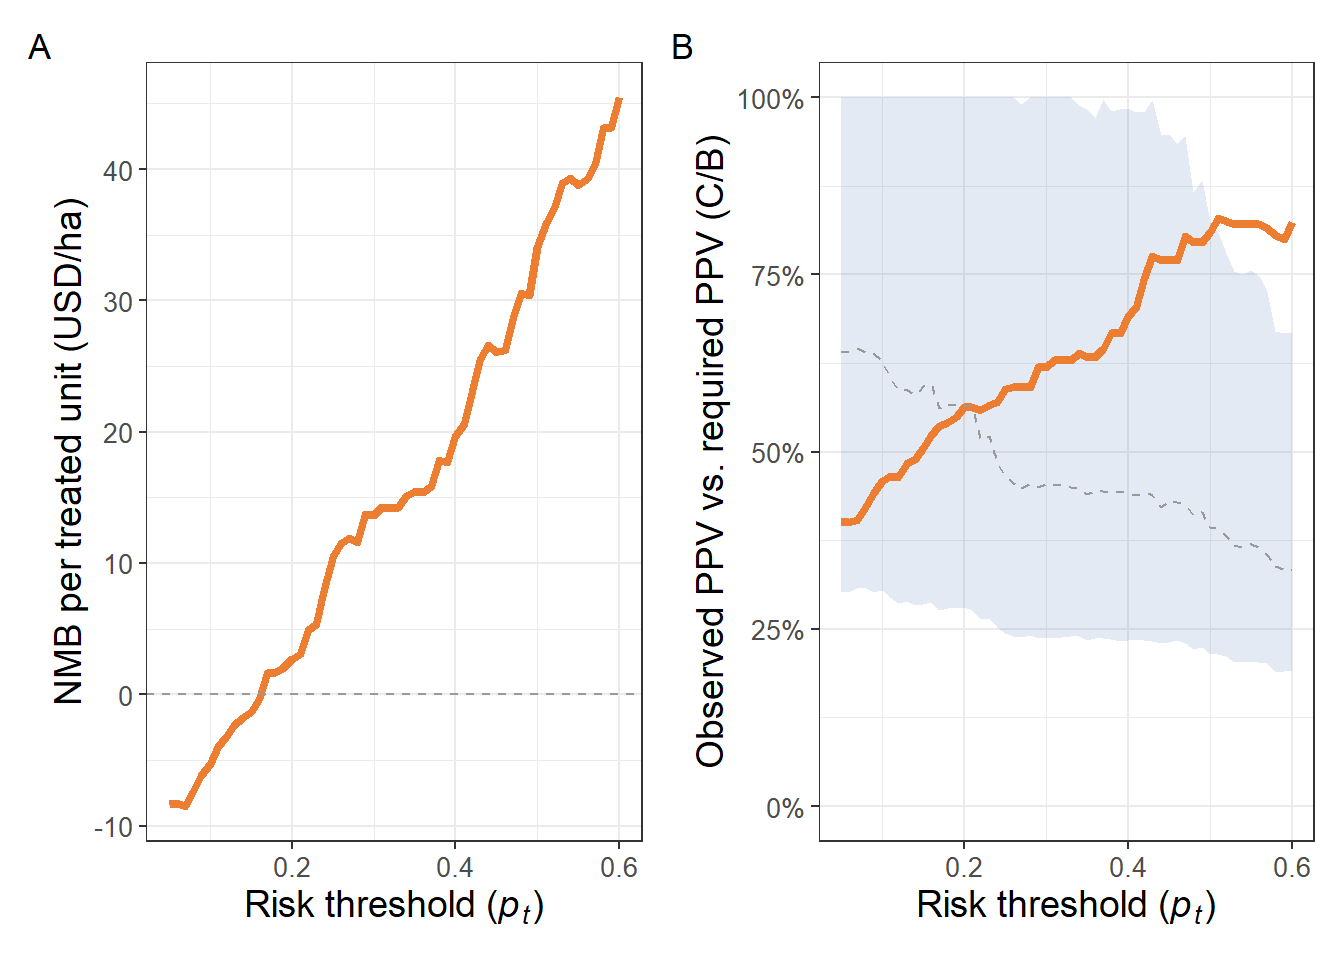 A
NMB per treated unit (USD/ha)
40
30
20
10
0
-10
0.2
0.4
0.6
Risk threshold (pt)
B
Observed PPV vs. required PPV (C/B)
100%
75%
50%
25%
0%
0.2
0.4
0.6
Risk threshold (pt)